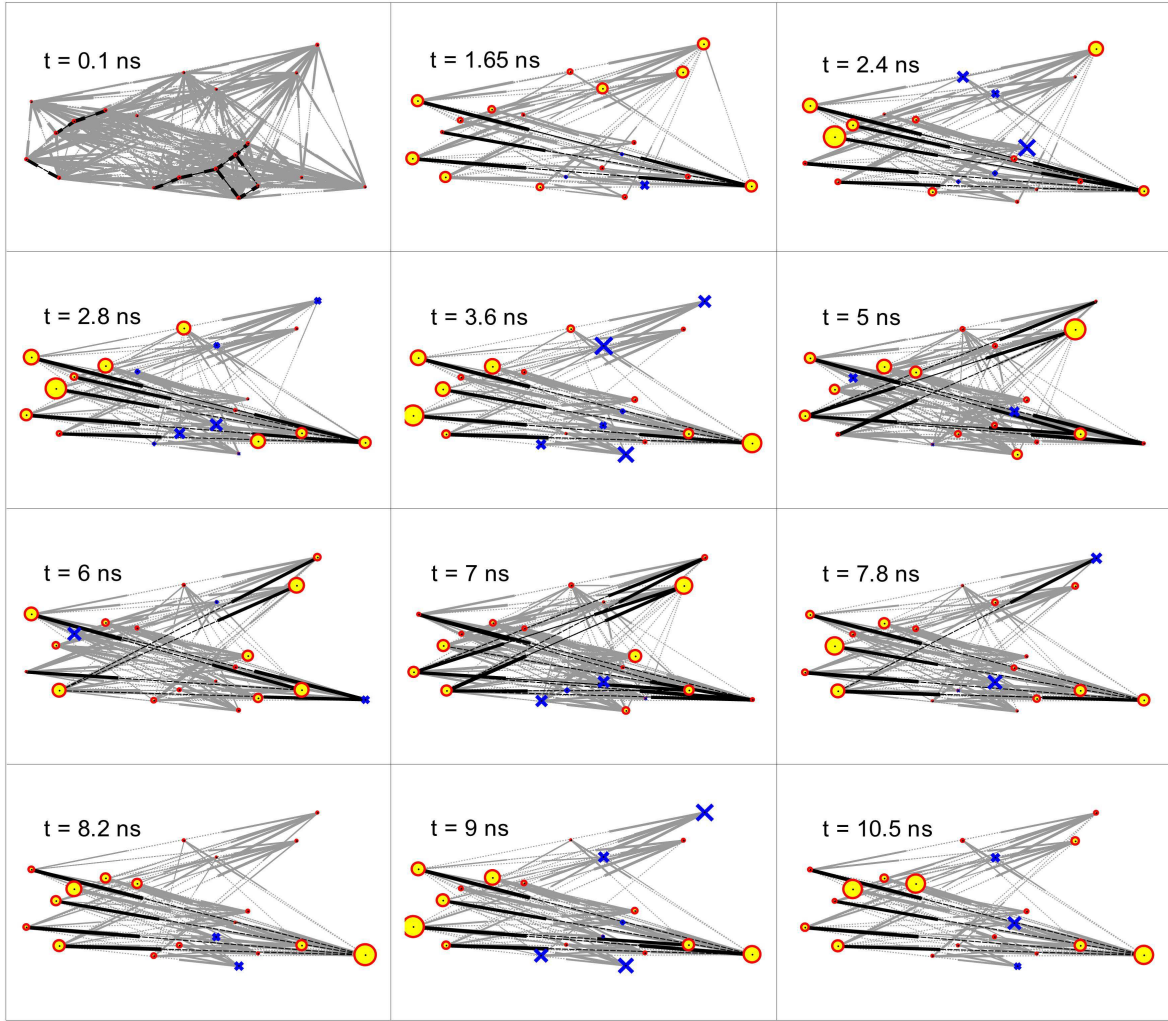 t = 0.1 ns
t = 1.65 ns
t = 2.4 ns
t = 2.8 ns
t = 3.6 ns
t = 5 ns
t = 6 ns
t = 7 ns
t = 7.8 ns
t = 8.2 ns
t = 9 ns
t = 10.5 ns